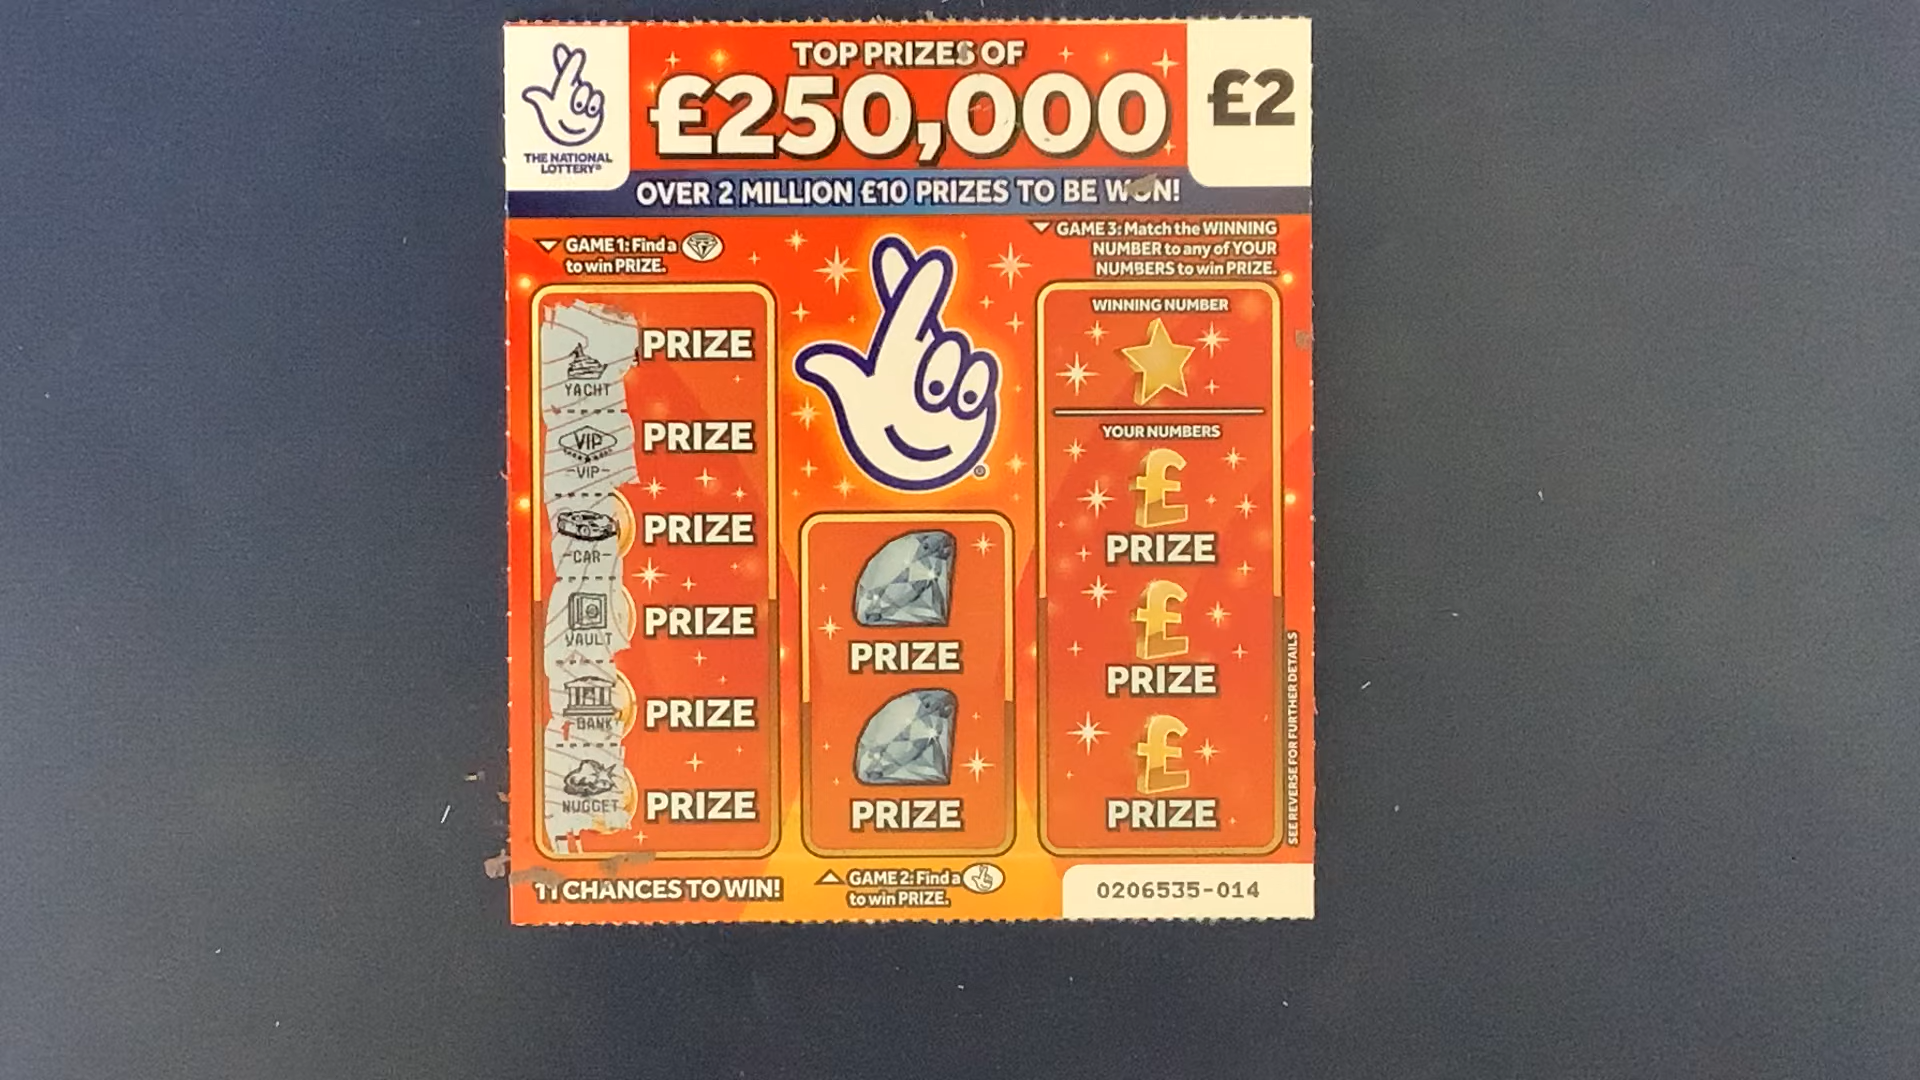 THE NATIONAL
LOTTERY®
TOP PRIZES OF
£250,000
£2
OVER 2 MILLION £10 PRIZES TO BE WON!
GAME 1: Find a
to win PRIZE.
YACHT
PRIZE
VIP
VIP
PRIZE
CAR
PRIZE
VAULT
PRIZE
BANK
PRIZE
NUGGET
PRIZE
11 CHANCES TO WIN!
PRIZE
PRIZE
GAME 2: Find a
to win PRIZE.
GAME 3: Match the WINNING
NUMBER to any of YOUR
NUMBERS to win PRIZE.
WINNING NUMBER
YOUR NUMBERS
£
PRIZE
£
PRIZE
£
PRIZE
SEE REVERSE FOR FURTHER DETAILS
0206535-014